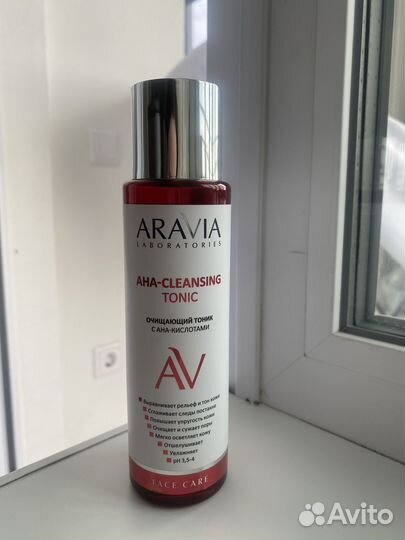 ARAVIA
LABORATORIES
AHA-CLEANSING
TONIC
ОЧИЩАЮЩИЙ ТОНИК
С АНА-КИСЛОТАМИ
AV
Выравнивает рельеф и тон кожи
Сглаживает следы постакне
Повышает упругость кожи
Очищает и сужает поры
Мягко осветляет кожу
Отшелушивает
Увлажняет
pH 3,5-4
FACE CARE
Avito